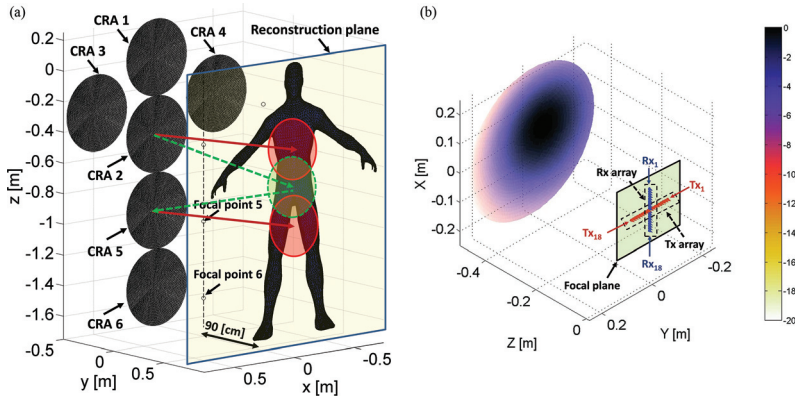 (a)
CRA 1
CRA 3
CRA 4
Reconstruction plane
CRA 2
CRA 5
CRA 6
Focal point 5
Focal point 6
90 [cm]
z [m]
0.2
0
-0.2
-0.4
-0.6
-0.8
-1
-1.2
-1.4
-1.6
-0.5
0
0.5
y [m]
0.5
0
-0.5
x [m]
(b)
X [m]
0.2
0.1
0
-0.1
-0.2
-0.4
-0.2
0
Z [m]
0.2
0
-0.2
Y [m]
Rx1
Rx array
Tx1
Tx18
Rx18
Tx array
Focal plane
0
-2
-4
-6
-8
-10
-12
-14
-16
-18
-20